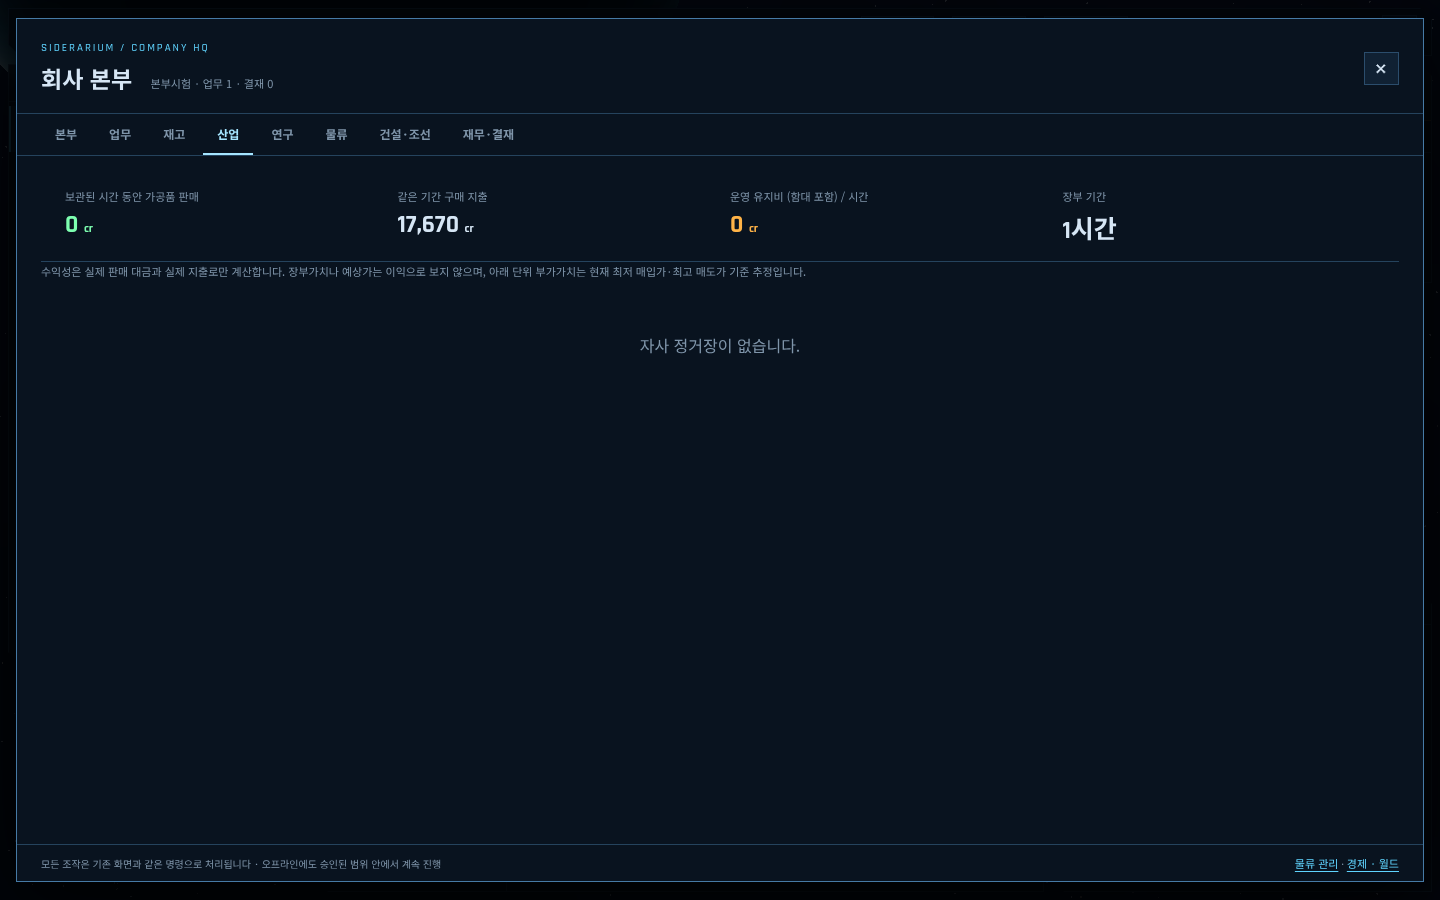 SIDERARIUM / COMPANY HQ
회사 본부 본부시험 · 업무 1 · 결재 0
×
본부 업무 재고 산업 연구 물류 건설·조선 재무·결재
보관된 시간 동안 가공품 판매 같은 기간 구매 지출 운영 유지비 (함대 포함) / 시간 장부 기간
0 cr 17,670 cr 0 cr 1시간
수익성은 실제 판매 대금과 실제 지출로만 계산합니다. 장부가치나 예상가는 이익으로 보지 않으며, 아래 단위 부가가치는 현재 최저 매입가·최고 매도가 기준 추정입니다.
자사 정거장이 없습니다.
모든 조작은 기존 화면과 같은 명령으로 처리됩니다 · 오프라인에도 승인된 범위 안에서 계속 진행 물류 관리 · 경제 · 월드